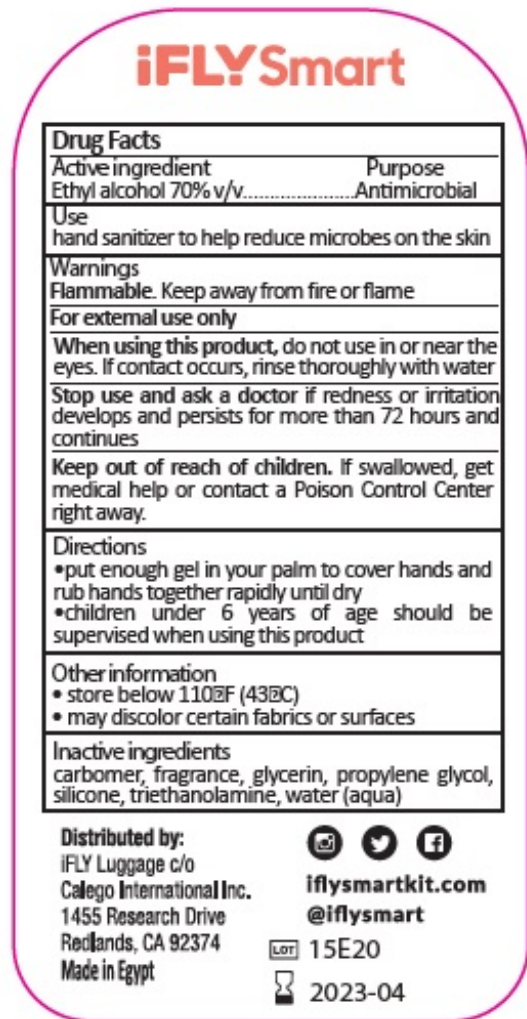 iFLYSmart
Drug Facts
Active ingredient Purpose
Ethyl alcohol 70% v/v.......................Antimicrobial
Use
hand sanitizer to help reduce microbes on the skin
Warnings
Flammable. Keep away from fire or flame
For external use only
When using this product, do not use in or near the
eyes. If contact occurs, rinse thoroughly with water
Stop use and ask a doctor if redness or irritation
develops and persists for more than 72 hours and
continues
Keep out of reach of children. If swallowed, get
medical help or contact a Poison Control Center
right away.
Directions
•put enough gel in your palm to cover hands and
rub hands together rapidly until dry
•children under 6 years of age should be
supervised when using this product
Other information
• store below 110⍰F (43⍰C)
• may discolor certain fabrics or surfaces
Inactive ingredients
carbomer, fragrance, glycerin, propylene glycol,
silicone, triethanolamine, water (aqua)
Distributed by:
iFLY Luggage c/o
Calego International Inc.
1455 Research Drive
Redlands, CA 92374
Made in Egypt
iflysmartkit.com
@iflysmart
LOT 15E20
2023-04